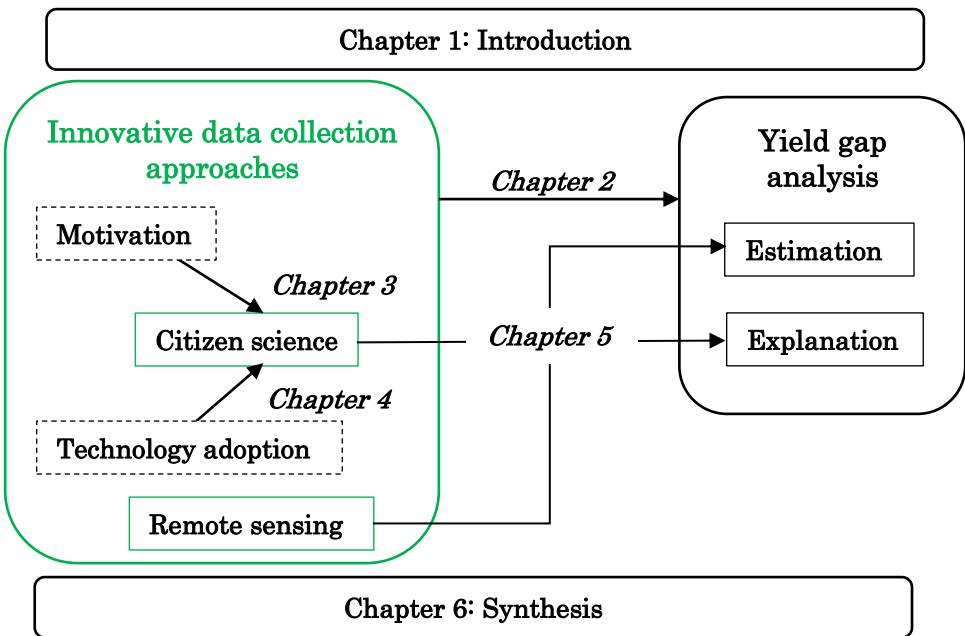 Chapter 1: Introduction
Innovative data collection
approaches
Motivation
Chapter 3
Citizen science
Chapter 4
Technology adoption
Remote sensing
Chapter 2
Chapter 5
Yield gap
analysis
Estimation
Explanation
Chapter 6: Synthesis